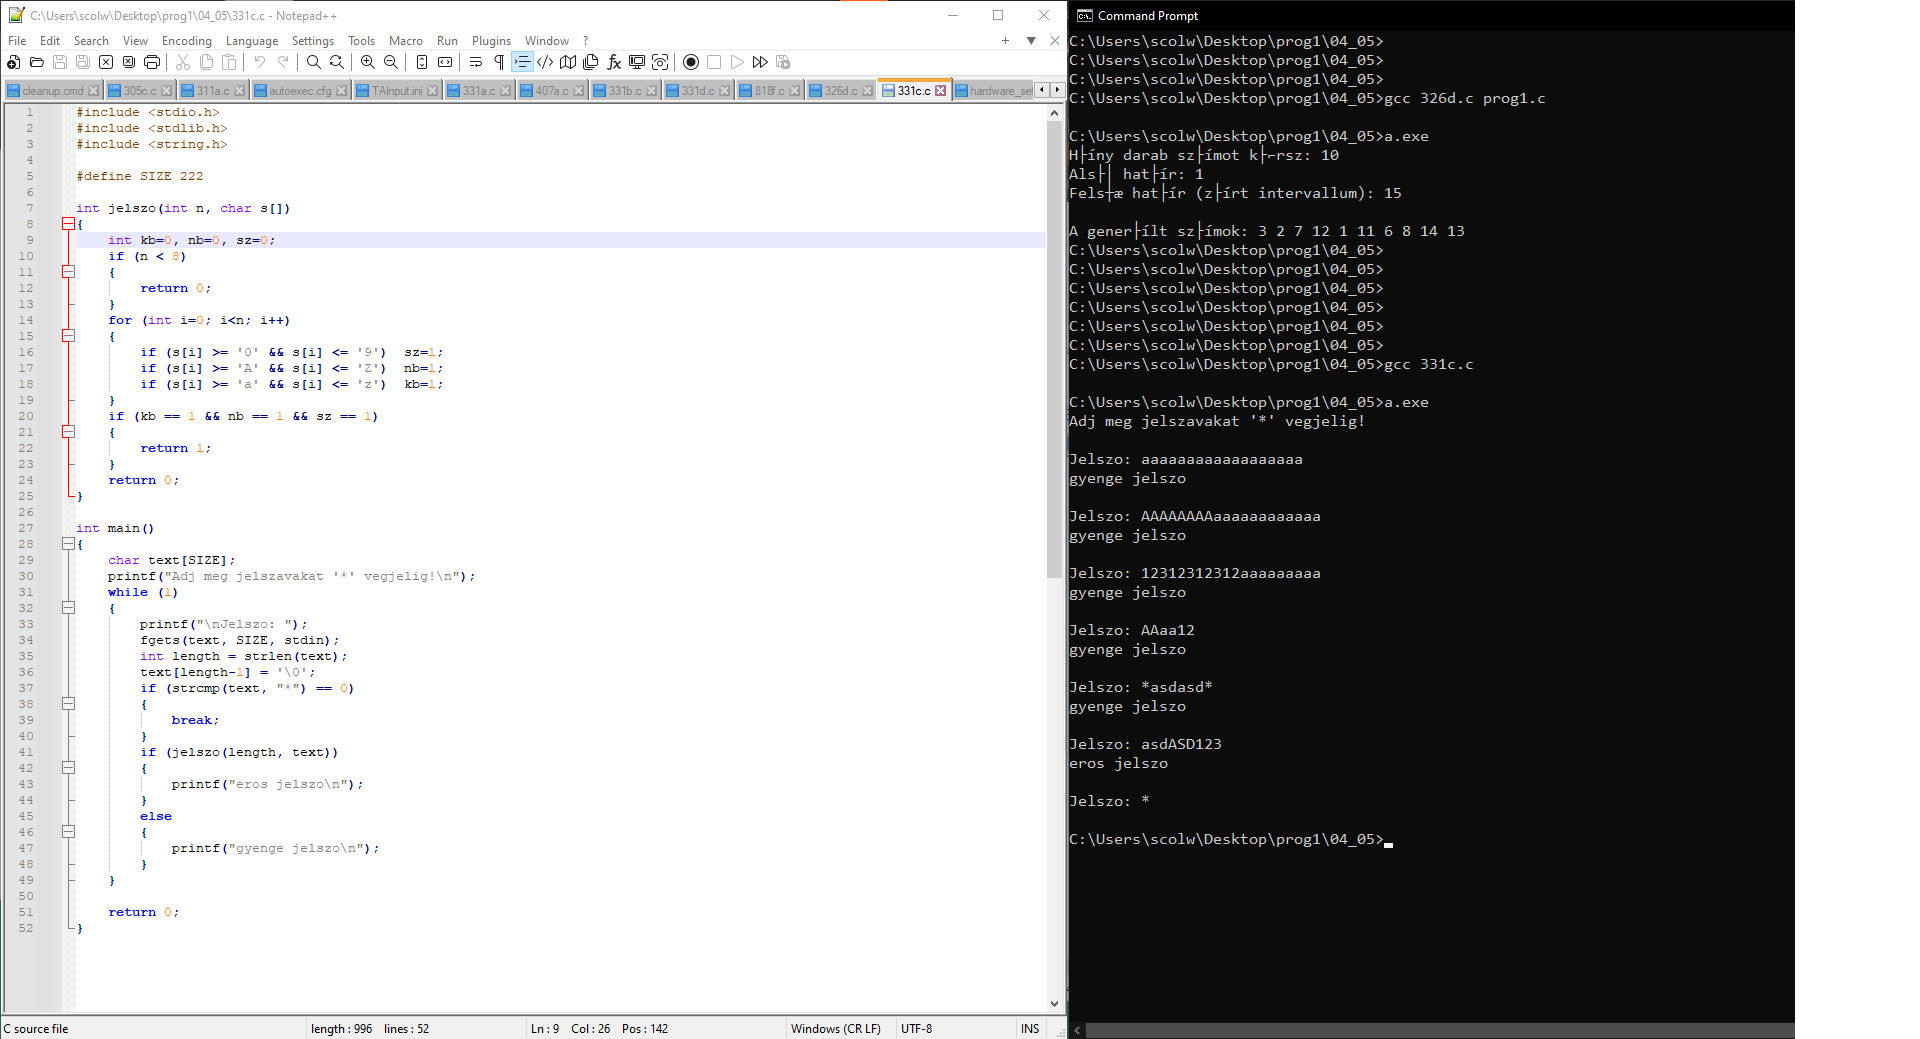 C:\Users\scolw\Desktop\prog1\04_05\331c.c - Notepad++
File Edit Search View Encoding Language Settings Tools Macro Run Plugins Window ?
cleanup.cmd 305c.c 311a.c autoexec.cfg TAInput.ini 331a.c 407a.c 331b.c 331d.c 818f.c 326d.c 331c.c hardware_set
1 #include <stdio.h>
2 #include <stdlib.h>
3 #include <string.h>
4
5 #define SIZE 222
6
7 int jelszo(int n, char s[])
8 {
9 int kb=0, nb=0, sz=0;
10 if (n < 8)
11 {
12 return 0;
13 }
14 for (int i=0; i<n; i++)
15 {
16 if (s[i] >= '0' && s[i] <= '9') sz=1;
17 if (s[i] >= 'A' && s[i] <= 'Z') nb=1;
18 if (s[i] >= 'a' && s[i] <= 'z') kb=1;
19 }
20 if (kb == 1 && nb == 1 && sz == 1)
21 {
22 return 1;
23 }
24 return 0;
25 }
26
27 int main()
28 {
29 char text[SIZE];
30 printf("Adj meg jelszavakat '*' vegjelig!\n");
31 while (1)
32 {
33 printf("\nJelszo: ");
34 fgets(text, SIZE, stdin);
35 int length = strlen(text);
36 text[length-1] = '\0';
37 if (strcmp(text, "*") == 0)
38 {
39 break;
40 }
41 if (jelszo(length, text))
42 {
43 printf("eros jelszo\n");
44 }
45 else
46 {
47 printf("gyenge jelszo\n");
48 }
49 }
50
51 return 0;
52 }
C source file length : 996 lines : 52 Ln : 9 Col : 26 Pos : 142 Windows (CR LF) UTF-8 INS
Command Prompt
C:\Users\scolw\Desktop\prog1\04_05>
C:\Users\scolw\Desktop\prog1\04_05>
C:\Users\scolw\Desktop\prog1\04_05>
C:\Users\scolw\Desktop\prog1\04_05>gcc 326d.c prog1.c
C:\Users\scolw\Desktop\prog1\04_05>a.exe
H├íny darab sz├ímot k├⌐rsz: 10
Als├│ hat├ír: 1
Fels┼æ hat├ír (z├írt intervallum): 15
A gener├ílt sz├ímok: 3 2 7 12 1 11 6 8 14 13
C:\Users\scolw\Desktop\prog1\04_05>
C:\Users\scolw\Desktop\prog1\04_05>
C:\Users\scolw\Desktop\prog1\04_05>
C:\Users\scolw\Desktop\prog1\04_05>
C:\Users\scolw\Desktop\prog1\04_05>
C:\Users\scolw\Desktop\prog1\04_05>
C:\Users\scolw\Desktop\prog1\04_05>gcc 331c.c
C:\Users\scolw\Desktop\prog1\04_05>a.exe
Adj meg jelszavakat '*' vegjelig!
Jelszo: aaaaaaaaaaaaaaaaaa
gyenge jelszo
Jelszo: AAAAAAAAaaaaaaaaaaaa
gyenge jelszo
Jelszo: 12312312312aaaaaaaaa
gyenge jelszo
Jelszo: AAaa12
gyenge jelszo
Jelszo: *asdasd*
gyenge jelszo
Jelszo: asdASD123
eros jelszo
Jelszo: *
C:\Users\scolw\Desktop\prog1\04_05>